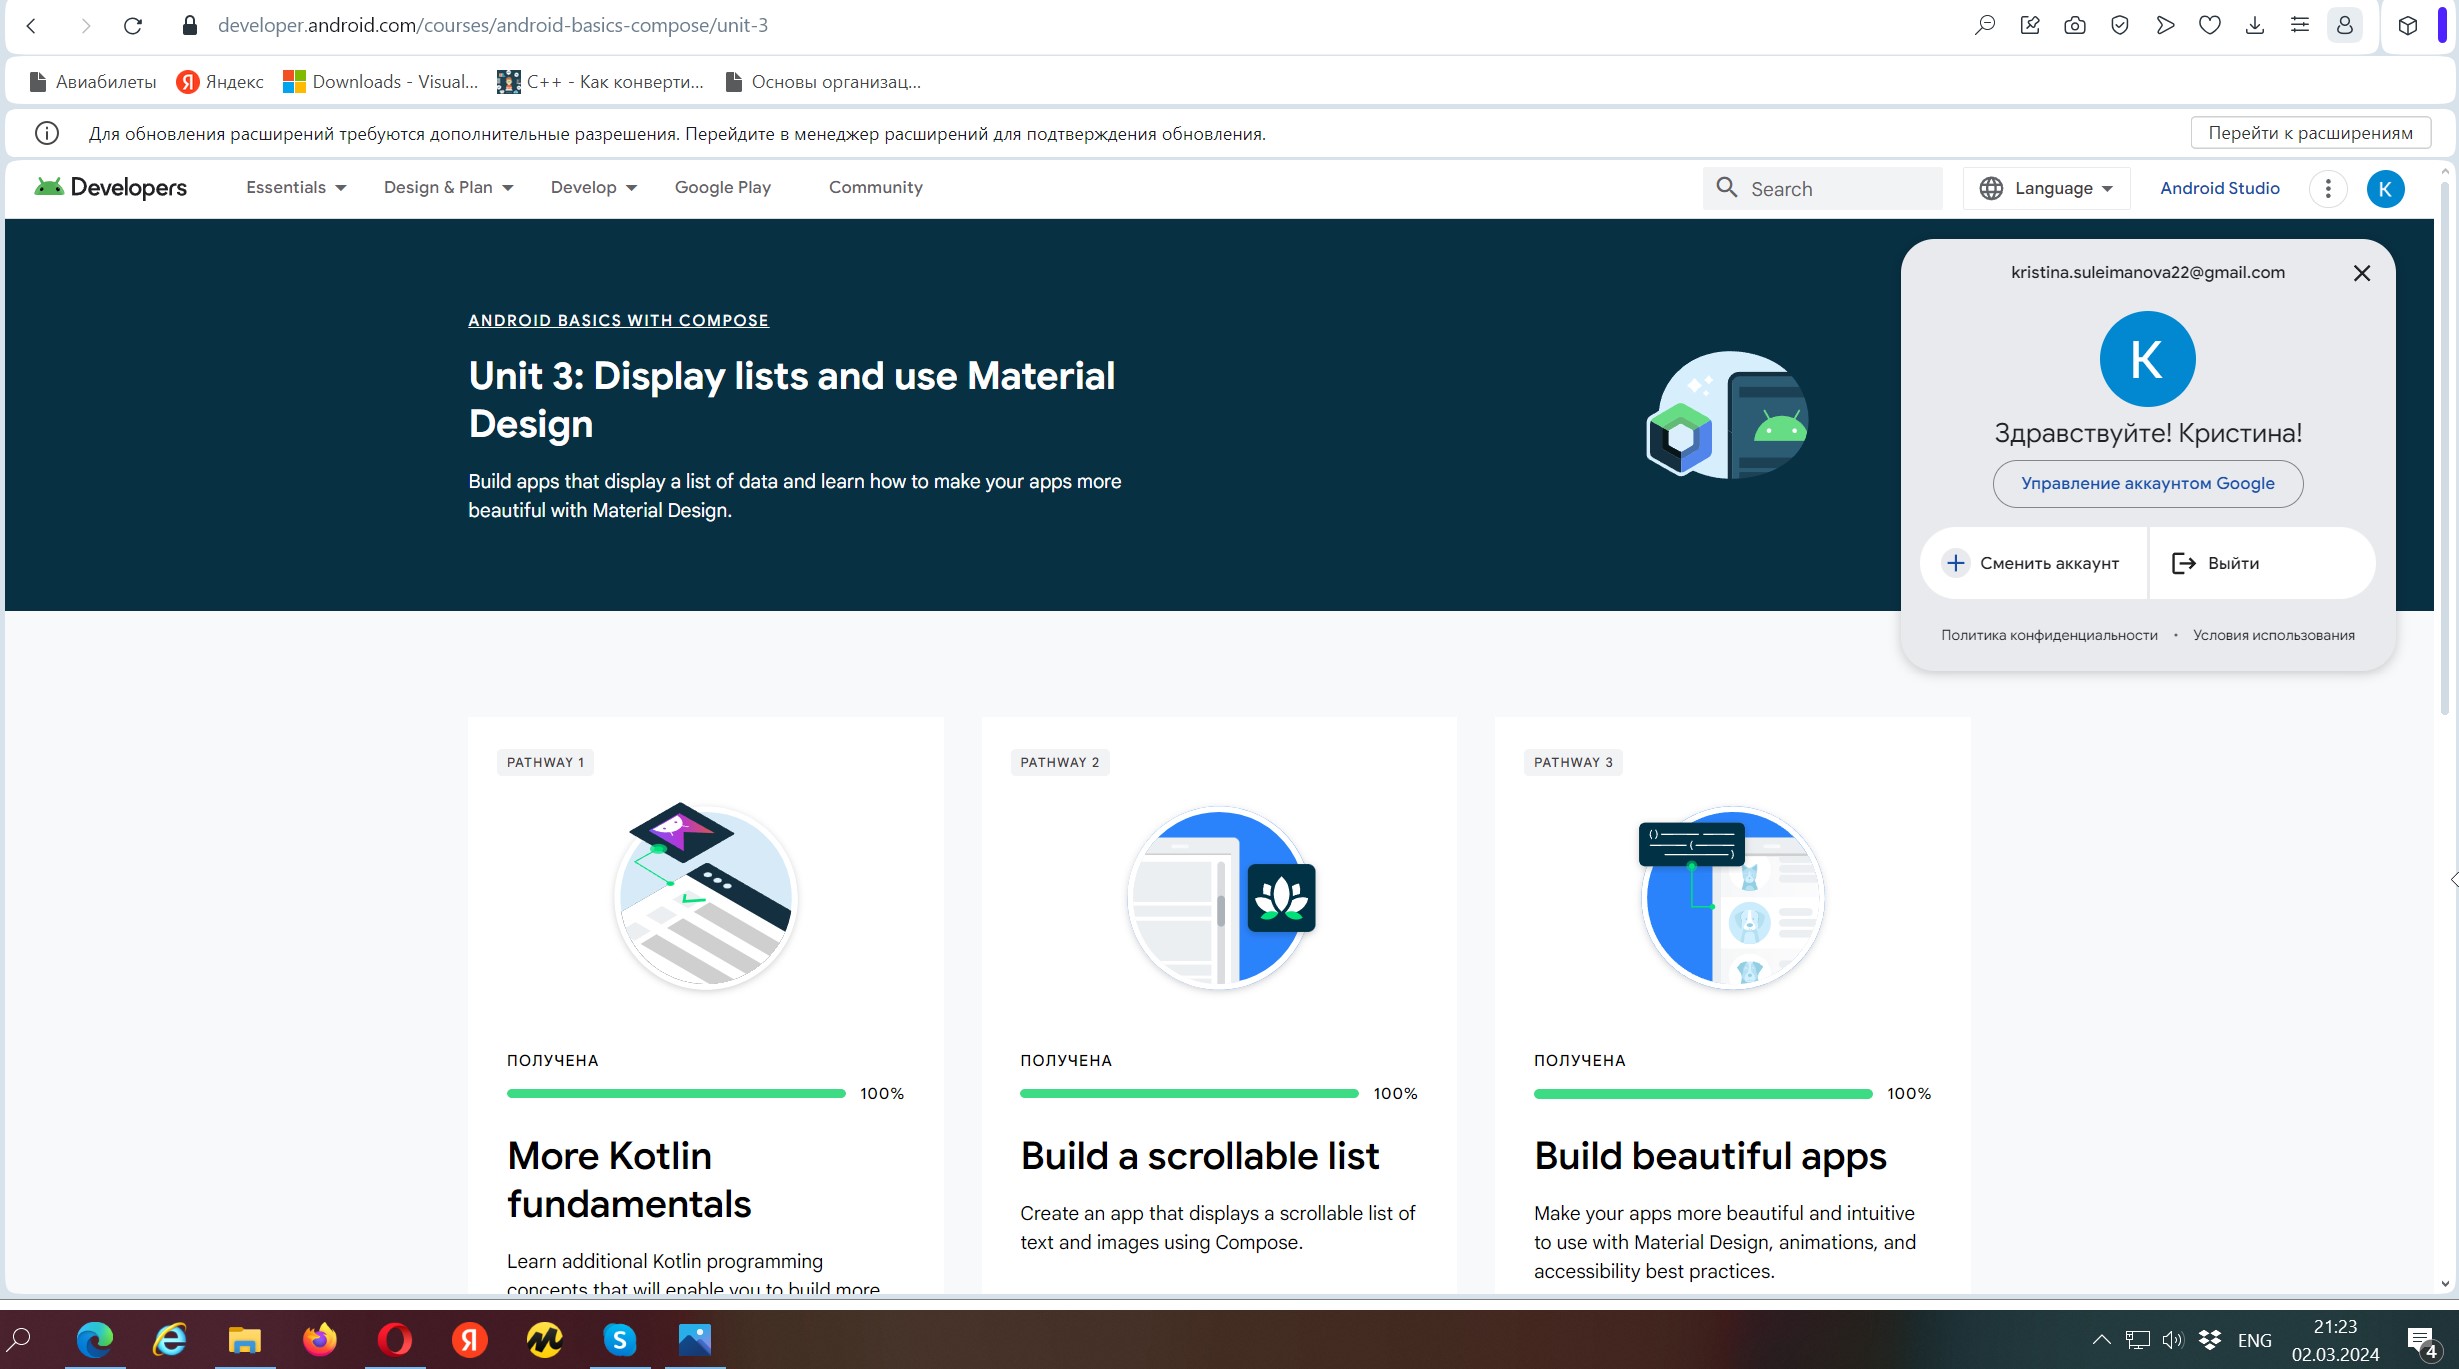 developer.android.com/courses/android-basics-compose/unit-3
Авиабилеты
Яндекс
Downloads - Visual...
C++ - Как конверти...
Основы организац...
Для обновления расширений требуются дополнительные разрешения. Перейдите в менеджер расширений для подтверждения обновления.
Перейти к расширениям
Developers
Essentials
Design & Plan
Develop
Google Play
Community
Search
Language
Android Studio
K
kristina.suleimanova22@gmail.com
K
Здравствуйте! Кристина!
Управление аккаунтом Google
Сменить аккаунт
Выйти
Политика конфиденциальности • Условия использования
ANDROID BASICS WITH COMPOSE
Unit 3: Display lists and use Material
Design
Build apps that display a list of data and learn how to make your apps more
beautiful with Material Design.
PATHWAY 1
ПОЛУЧЕНА
100%
More Kotlin
fundamentals
Learn additional Kotlin programming
concepts that will enable you to build more
PATHWAY 2
ПОЛУЧЕНА
100%
Build a scrollable list
Create an app that displays a scrollable list of
text and images using Compose.
PATHWAY 3
ПОЛУЧЕНА
100%
Build beautiful apps
Make your apps more beautiful and intuitive
to use with Material Design, animations, and
accessibility best practices.
ENG
21:23
02.03.2024
4